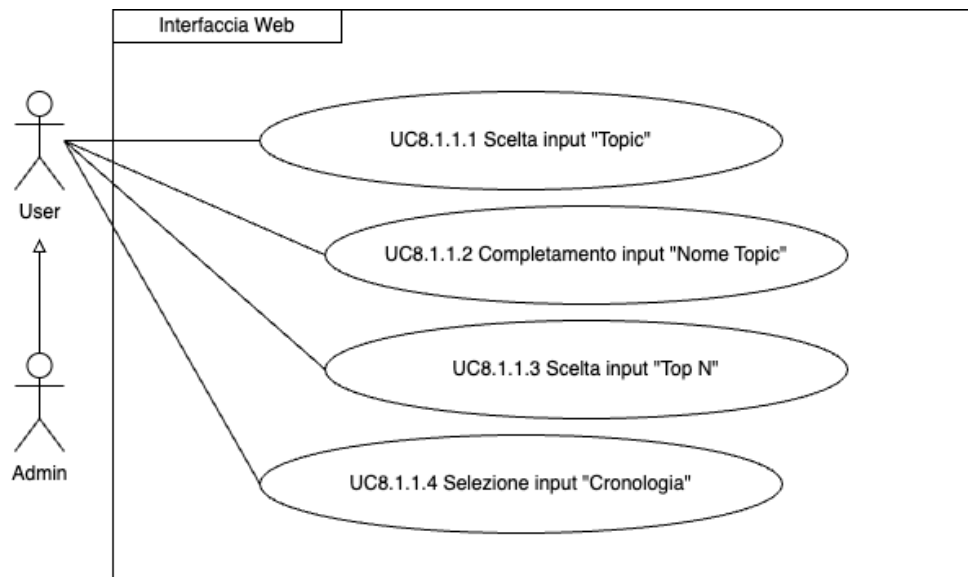 Interfaccia Web
UC8.1.1.1 Scelta input "Topic"
User
UC8.1.1.2 Completamento input "Nome Topic"
UC8.1.1.3 Scelta input "Top N"
Admin
UC8.1.1.4 Selezione input "Cronologia"